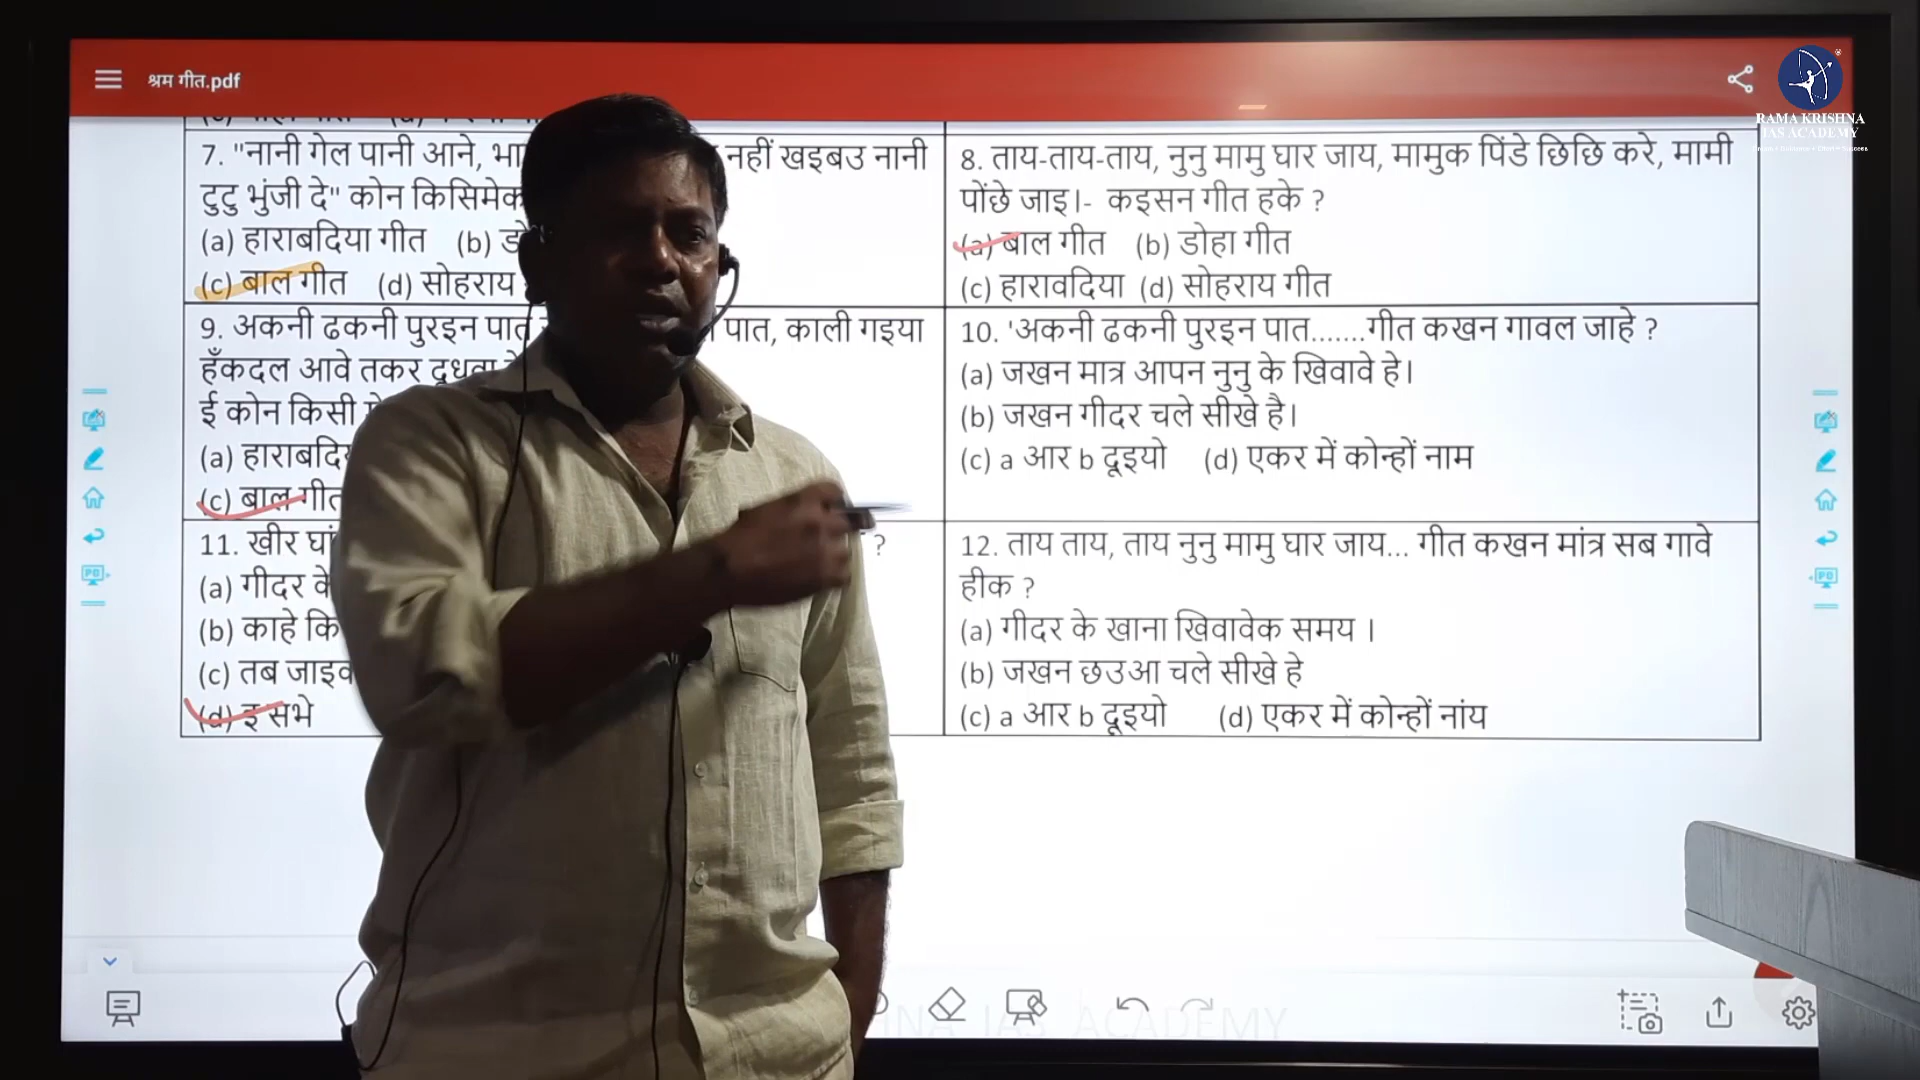 श्रम गीत.pdf
RAMA KRISHNA
IAS ACADEMY
7. "नानी गेल पानी आने, भा
नहीं खइबउ नानी
टुटु भुंजी दे" कोन किसिमेक
(a) हाराबदिया गीत (b) डो
(c) बाल गीत (d) सोहराय
8. ताय-ताय-ताय, नुनु मामु घार जाय, मामुक पिंडे छिछि करे, मामी
पोंछे जाइ।- कइसन गीत हके ?
(a) बाल गीत (b) डोहा गीत
(c) हारावदिया (d) सोहराय गीत
9. अकनी ढकनी पुरइन पात
पात, काली गइया
हँकदल आवे तकर दूधवा
ई कोन किसी
(a) हाराबदि
(c) बाल गीत
10. 'अकनी ढकनी पुरइन पात.......गीत कखन गावल जाहे ?
(a) जखन मात्र आपन नुनु के खिवावे हे।
(b) जखन गीदर चले सीखे है।
(c) a आर b दूइयो (d) एकर में कोन्हों नाम
11. खीर घां
?
(a) गीदर के
(b) काहे कि
(c) तब जाइव
(d) इ सभे
12. ताय ताय, ताय नुनु मामु घार जाय... गीत कखन मांत्र सब गावे
हीक ?
(a) गीदर के खाना खिवावेक समय ।
(b) जखन छउआ चले सीखे हे
(c) a आर b दूइयो (d) एकर में कोन्हों नांय
IAS ACADEMY